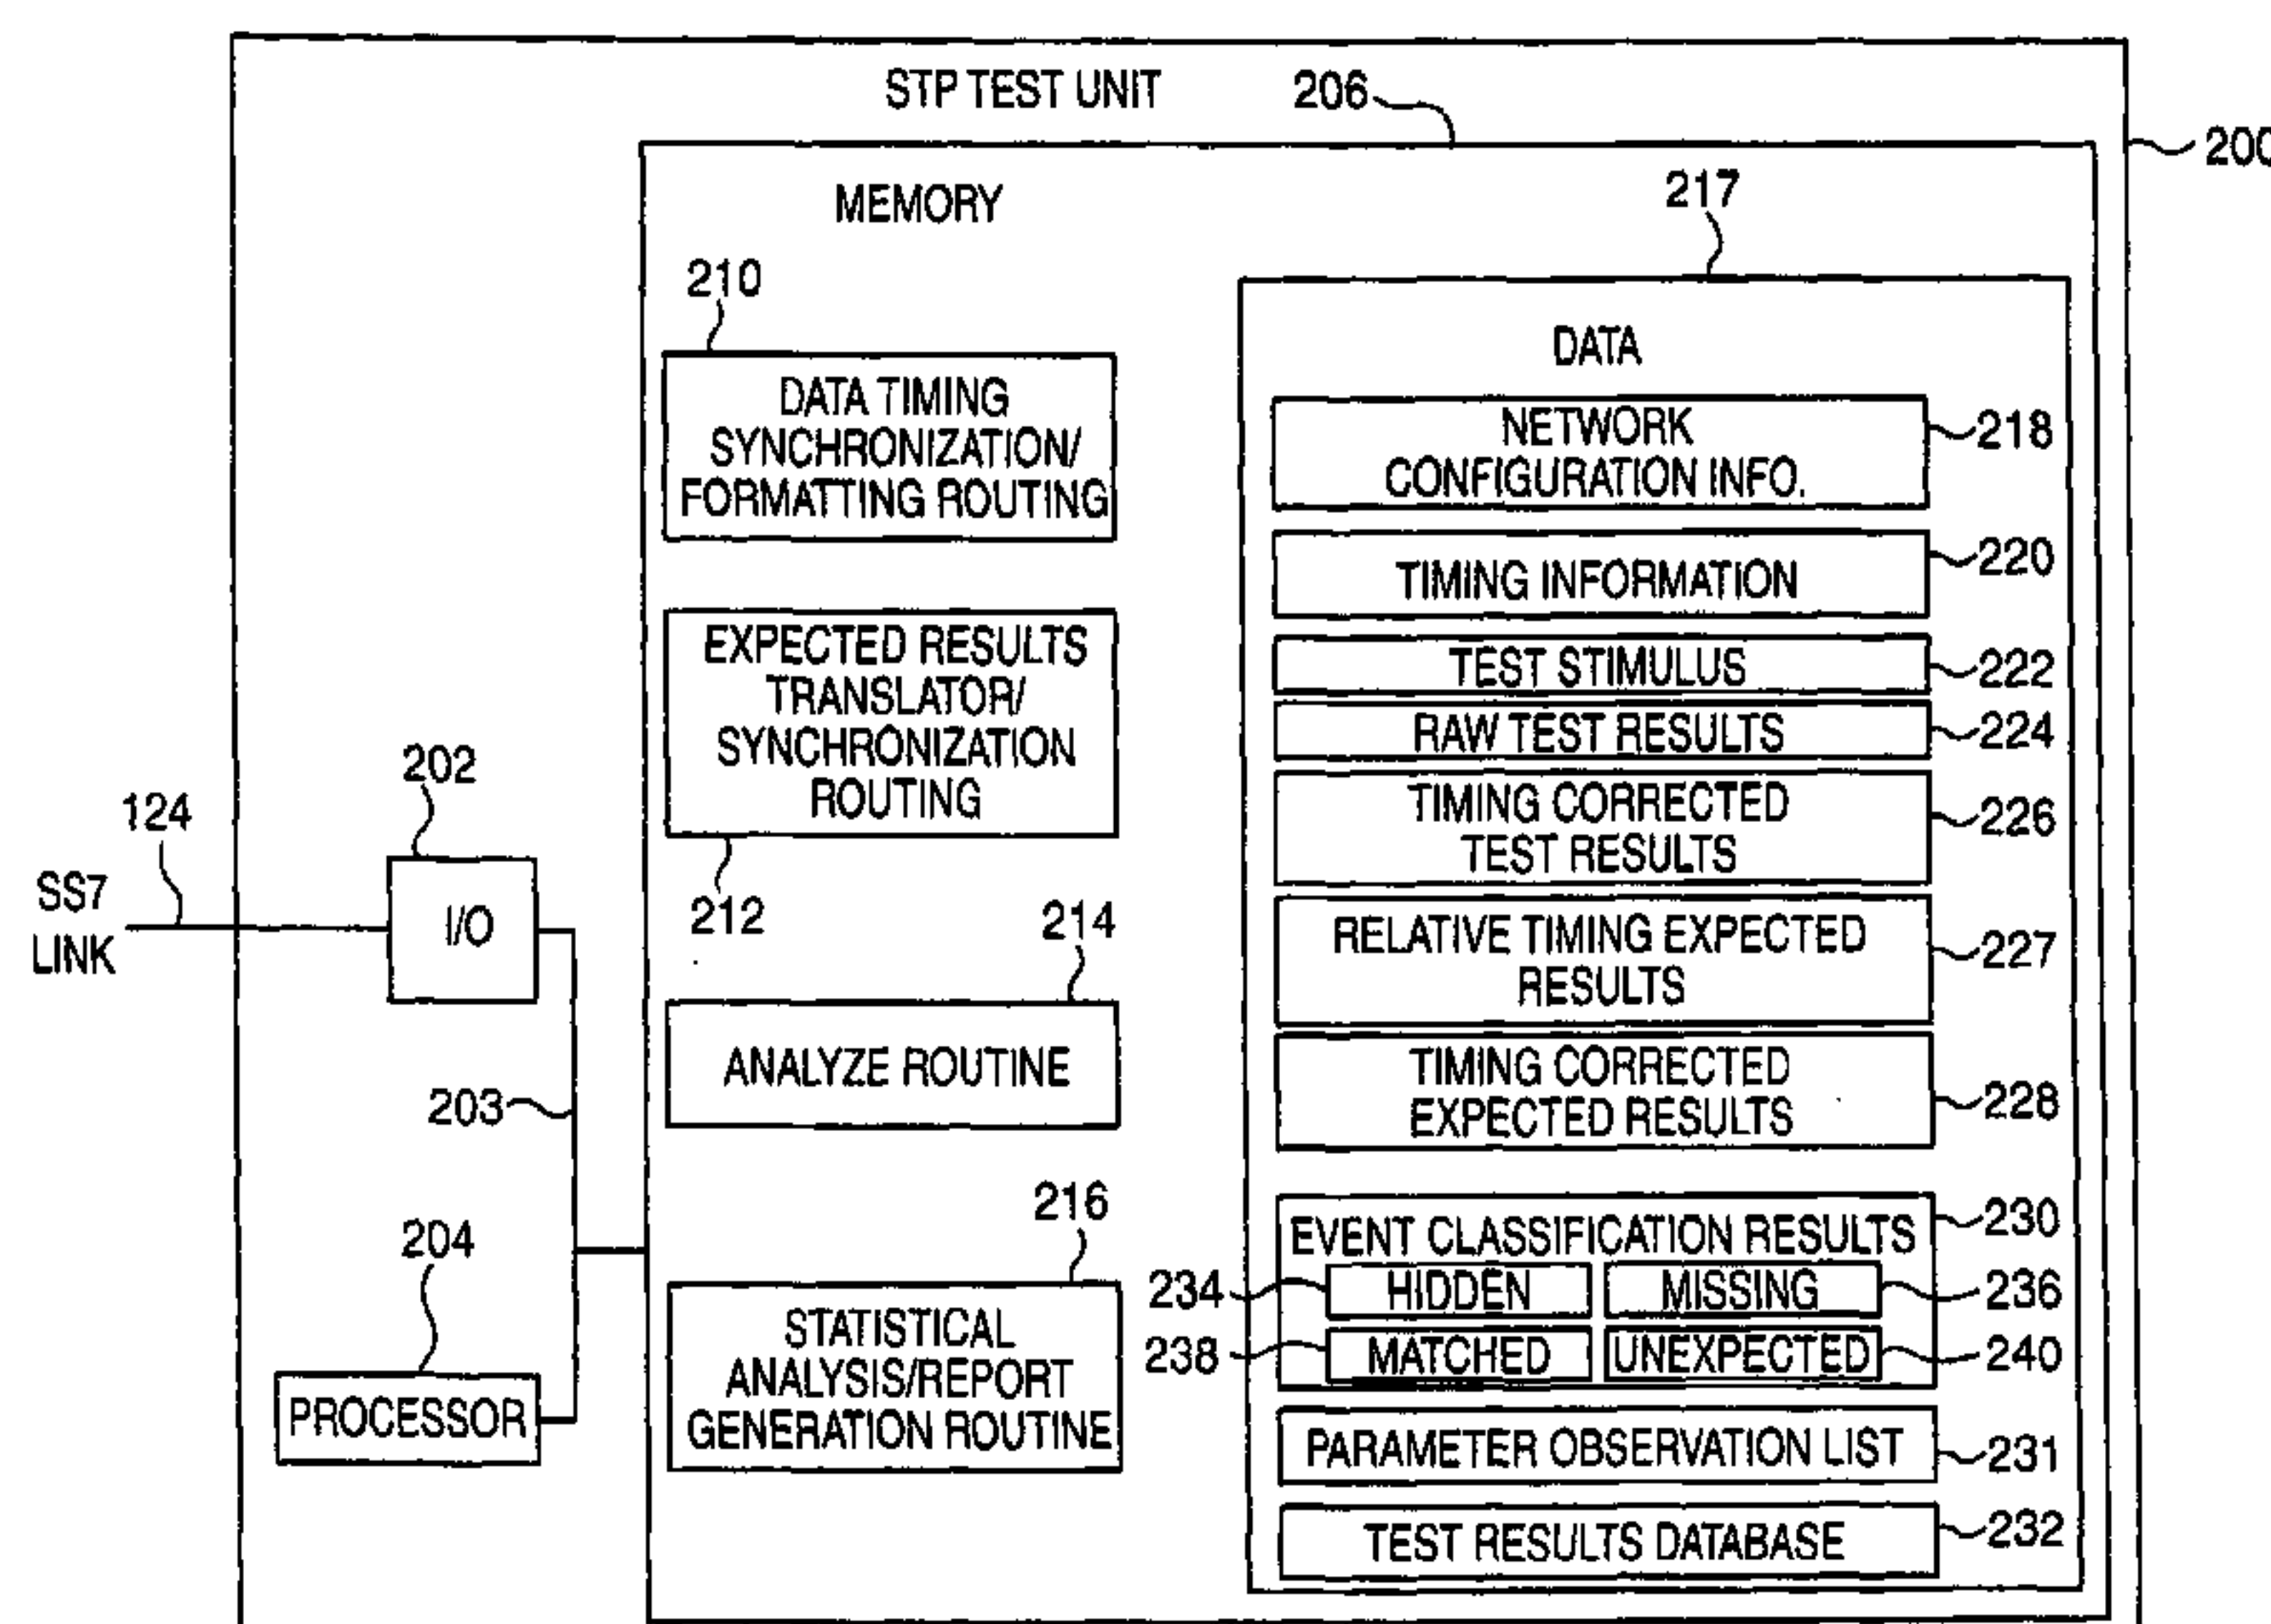 STP TEST UNIT
206
200
MEMORY
217
210
DATA TIMING
SYNCHRONIZATION/
FORMATTING ROUTING
EXPECTED RESULTS
TRANSLATOR/
SYNCHRONIZATION
ROUTING
212
214
ANALYZE ROUTINE
216
STATISTICAL
ANALYSIS/REPORT
GENERATION ROUTINE
124
SS7
LINK
202
I/O
203
204
PROCESSOR
DATA
NETWORK
CONFIGURATION INFO.
218
TIMING INFORMATION
220
TEST STIMULUS
222
RAW TEST RESULTS
224
TIMING CORRECTED
TEST RESULTS
226
RELATIVE TIMING EXPECTED
RESULTS
227
TIMING CORRECTED
EXPECTED RESULTS
228
EVENT CLASSIFICATION RESULTS
230
234
HIDDEN
MISSING
236
238
MATCHED
UNEXPECTED
240
PARAMETER OBSERVATION LIST
231
TEST RESULTS DATABASE
232